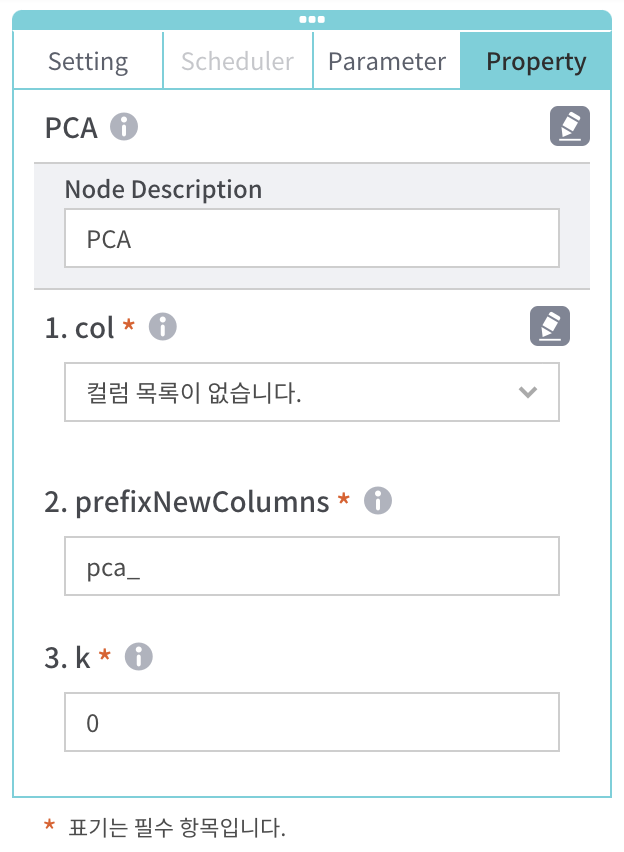 Setting Scheduler Parameter Property
PCA
Node Description
PCA
1. col *
컬럼 목록이 없습니다.
2. prefixNewColumns *
pca_
3. k *
0
* 표기는 필수 항목입니다.